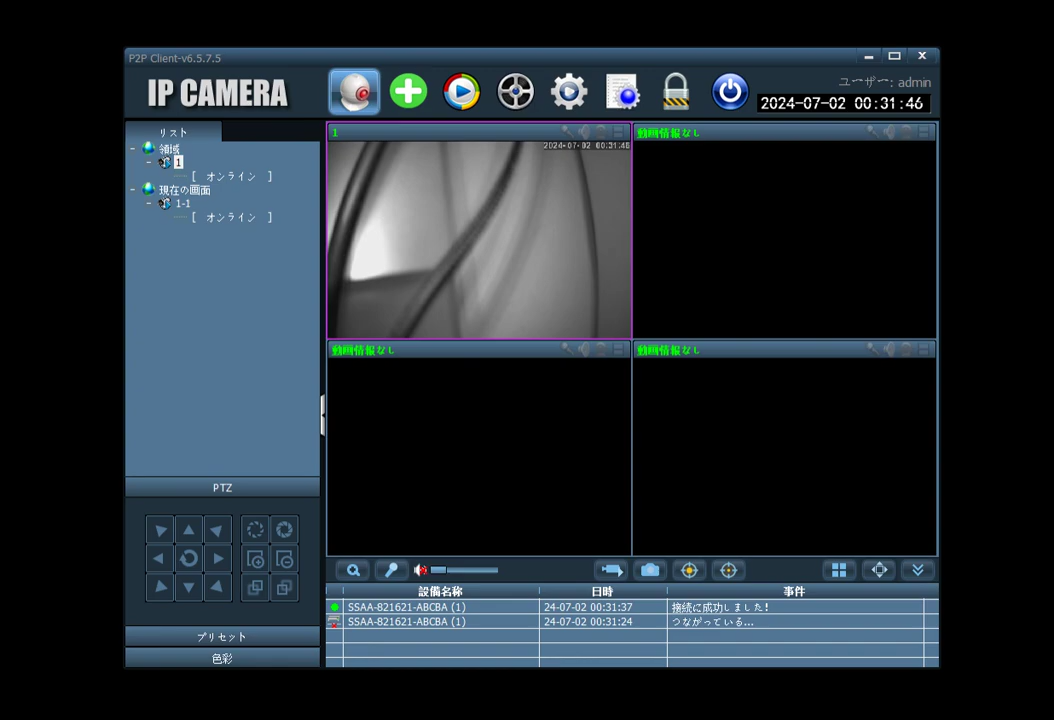 P2P Client-v6.5.7.5
IP CAMERA
ユーザー: admin
2024-07-02 00:31:46
リスト
領域
1
[ オンライン ]
現在の画面
1-1
[ オンライン ]
1
2024-07-02 00:31:48
動画情報なし
動画情報なし
動画情報なし
PTZ
プリセット
色彩
設備名称 日時 事件
SSAA-821621-ABCBA (1) 24-07-02 00:31:37 接続に成功しました!
SSAA-821621-ABCBA (1) 24-07-02 00:31:24 つながっている...